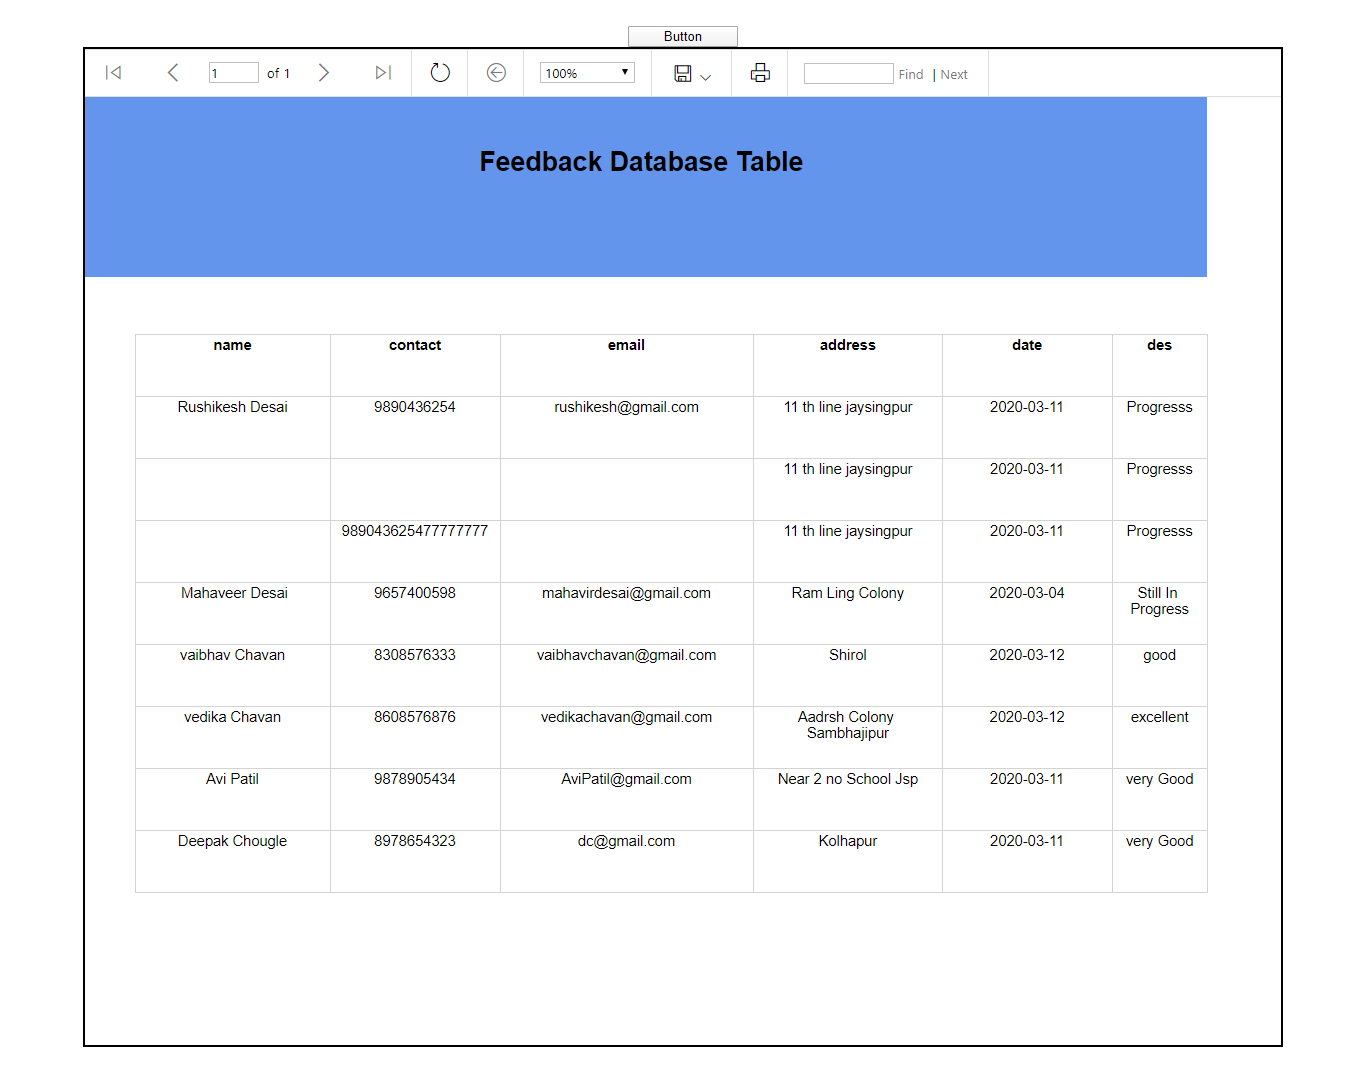 Button
1 of 1 100% Find | Next
Feedback Database Table
name contact email address date des
Rushikesh Desai 9890436254 rushikesh@gmail.com 11 th line jaysingpur 2020-03-11 Progresss
11 th line jaysingpur 2020-03-11 Progresss
989043625477777777 11 th line jaysingpur 2020-03-11 Progresss
Mahaveer Desai 9657400598 mahavirdesai@gmail.com Ram Ling Colony 2020-03-04 Still In
Progress
vaibhav Chavan 8308576333 vaibhavchavan@gmail.com Shirol 2020-03-12 good
vedika Chavan 8608576876 vedikachavan@gmail.com Aadrsh Colony 2020-03-12 excellent
Sambhajipur
Avi Patil 9878905434 AviPatil@gmail.com Near 2 no School Jsp 2020-03-11 very Good
Deepak Chougle 8978654323 dc@gmail.com Kolhapur 2020-03-11 very Good